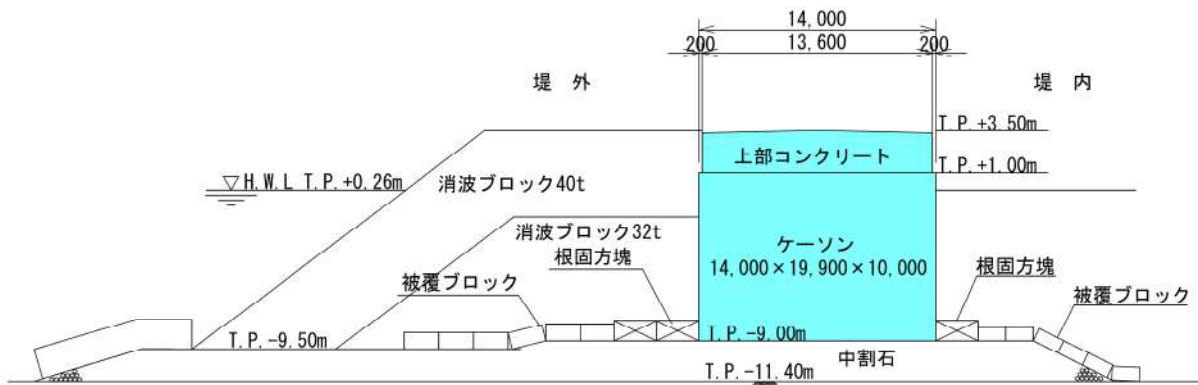 14,000
200 13,600 200
堤 外
堤 内
T.P.+3.50m
上部コンクリート
T.P.+1.00m
H.W.L T.P.+0.26m
消波ブロック40t
消波ブロック32t
ケーソン
14,000×19,900×10,000
根固方塊
根固方塊
被覆ブロック
被覆ブロック
T.P.-9.50m
T.P.-9.00m
中割石
T.P.-11.40m